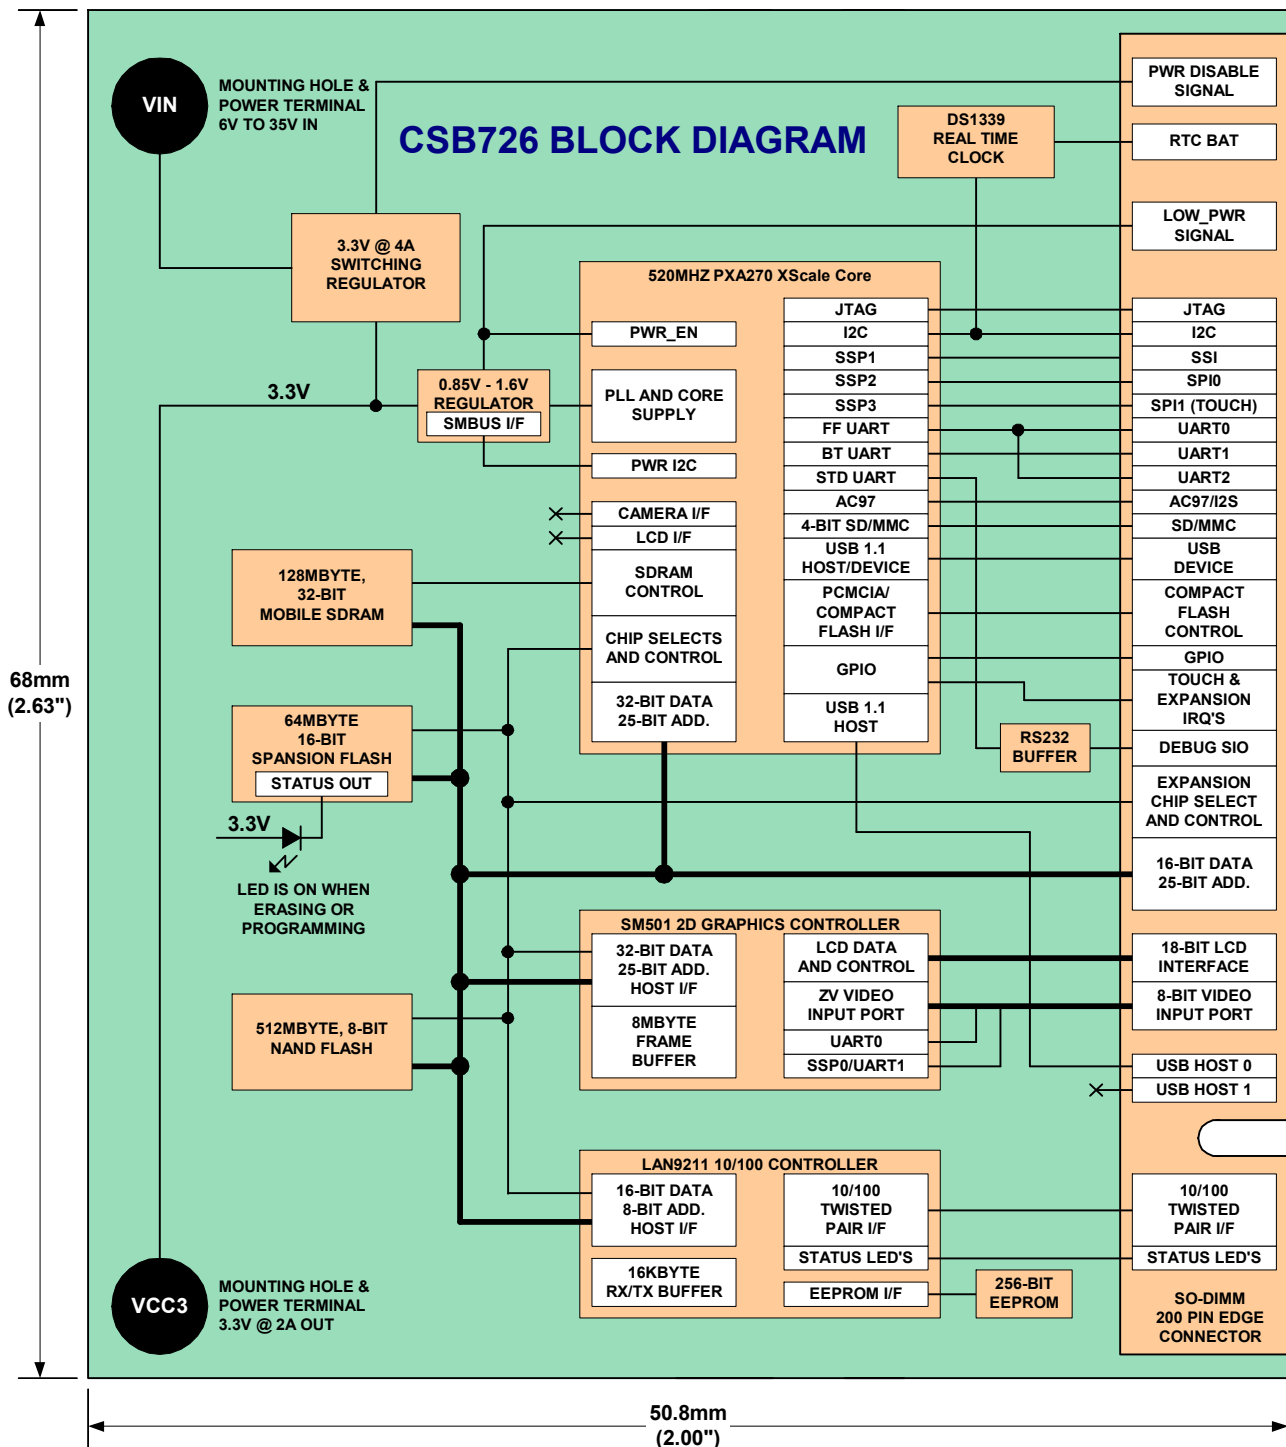 CSB726 BLOCK DIAGRAM
VIN
MOUNTING HOLE &
POWER TERMINAL
6V TO 35V IN
DS1339
REAL TIME
CLOCK
PWR DISABLE
SIGNAL
RTC BAT
LOW_PWR
SIGNAL
3.3V @ 4A
SWITCHING
REGULATOR
3.3V
0.85V - 1.6V
REGULATOR
SMBUS I/F
520MHZ PXA270 XScale Core
PWR_EN
PLL AND CORE
SUPPLY
PWR I2C
CAMERA I/F
LCD I/F
SDRAM
CONTROL
CHIP SELECTS
AND CONTROL
32-BIT DATA
25-BIT ADD.
JTAG
I2C
SSP1
SSP2
SSP3
FF UART
BT UART
STD UART
AC97
4-BIT SD/MMC
USB 1.1
HOST/DEVICE
PCMCIA/
COMPACT
FLASH I/F
GPIO
USB 1.1
HOST
JTAG
I2C
SSI
SPI0
SPI1 (TOUCH)
UART0
UART1
UART2
AC97/I2S
SD/MMC
USB
DEVICE
COMPACT
FLASH
CONTROL
GPIO
TOUCH &
EXPANSION
IRQ'S
DEBUG SIO
EXPANSION
CHIP SELECT
AND CONTROL
16-BIT DATA
25-BIT ADD.
RS232
BUFFER
128MBYTE,
32-BIT
MOBILE SDRAM
64MBYTE
16-BIT
SPANSION FLASH
STATUS OUT
3.3V
LED IS ON WHEN
ERASING OR
PROGRAMMING
512MBYTE, 8-BIT
NAND FLASH
SM501 2D GRAPHICS CONTROLLER
32-BIT DATA
25-BIT ADD.
HOST I/F
8MBYTE
FRAME
BUFFER
LCD DATA
AND CONTROL
ZV VIDEO
INPUT PORT
UART0
SSP0/UART1
18-BIT LCD
INTERFACE
8-BIT VIDEO
INPUT PORT
USB HOST 0
USB HOST 1
LAN9211 10/100 CONTROLLER
16-BIT DATA
8-BIT ADD.
HOST I/F
16KBYTE
RX/TX BUFFER
10/100
TWISTED
PAIR I/F
STATUS LED'S
EEPROM I/F
256-BIT
EEPROM
10/100
TWISTED
PAIR I/F
STATUS LED'S
SO-DIMM
200 PIN EDGE
CONNECTOR
VCC3
MOUNTING HOLE &
POWER TERMINAL
3.3V @ 2A OUT
68mm
(2.63")
50.8mm
(2.00")